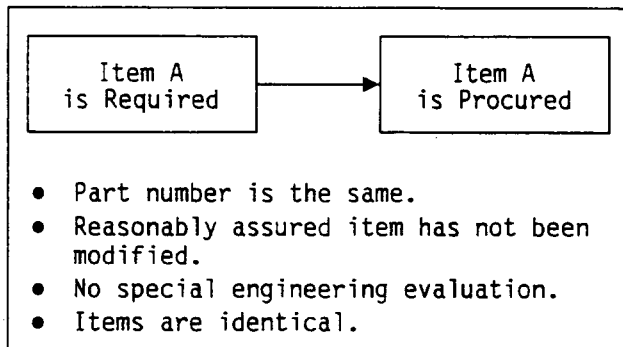 Item A
is Required
Item A
is Procured
● Part number is the same.
● Reasonably assured item has not been
modified.
● No special engineering evaluation.
● Items are identical.